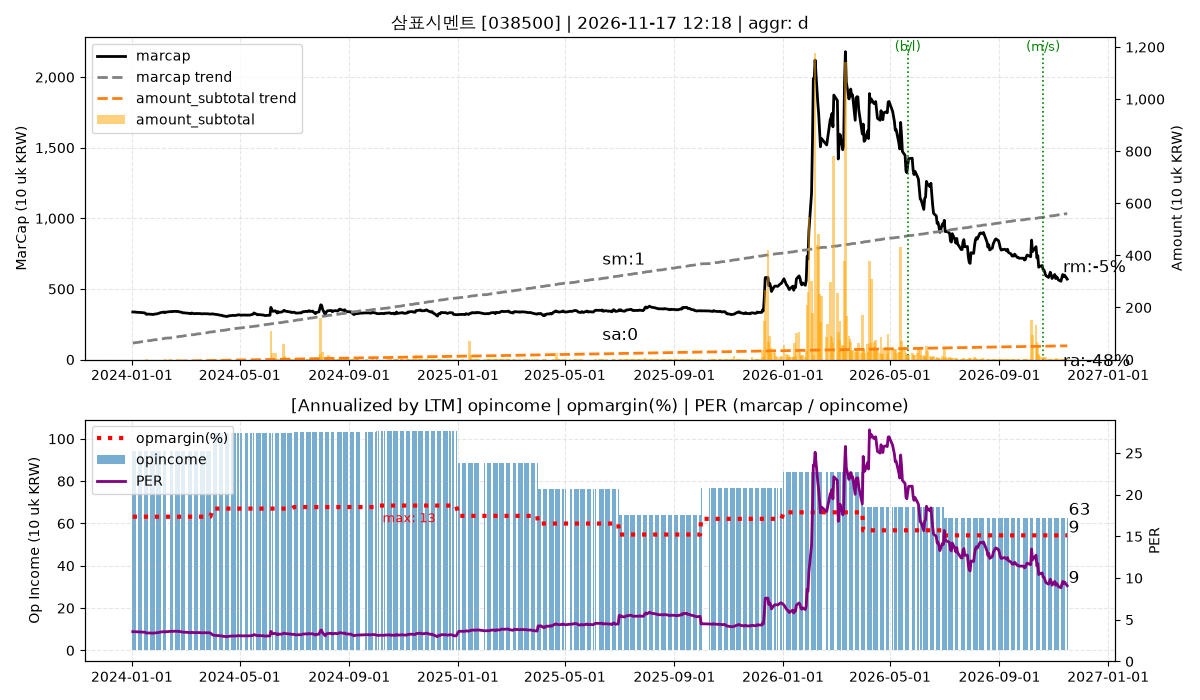 삼표시멘트 [038500] | 2026-11-17 12:18 | aggr: d
marcap
marcap trend
amount_subtotal trend
amount_subtotal
(b/l)
(m/s)
MarCap (10 uk KRW)
2,000
1,500
1,000
500
0
Amount (10 uk KRW)
1,200
1,000
800
600
400
200
0
sm:1
sa:0
rm:-5%
ra:-48%
2024-01-01 2024-05-01 2024-09-01 2025-01-01 2025-05-01 2025-09-01 2026-01-01 2026-05-01 2026-09-01 2027-01-01
[Annualized by LTM] opincome | opmargin(%) | PER (marcap / opincome)
opmargin(%)
opincome
PER
Op Income (10 uk KRW)
100
80
60
40
20
0
PER
25
20
15
10
5
0
max: 13
63
9
9
2024-01-01 2024-05-01 2024-09-01 2025-01-01 2025-05-01 2025-09-01 2026-01-01 2026-05-01 2026-09-01 2027-01-01